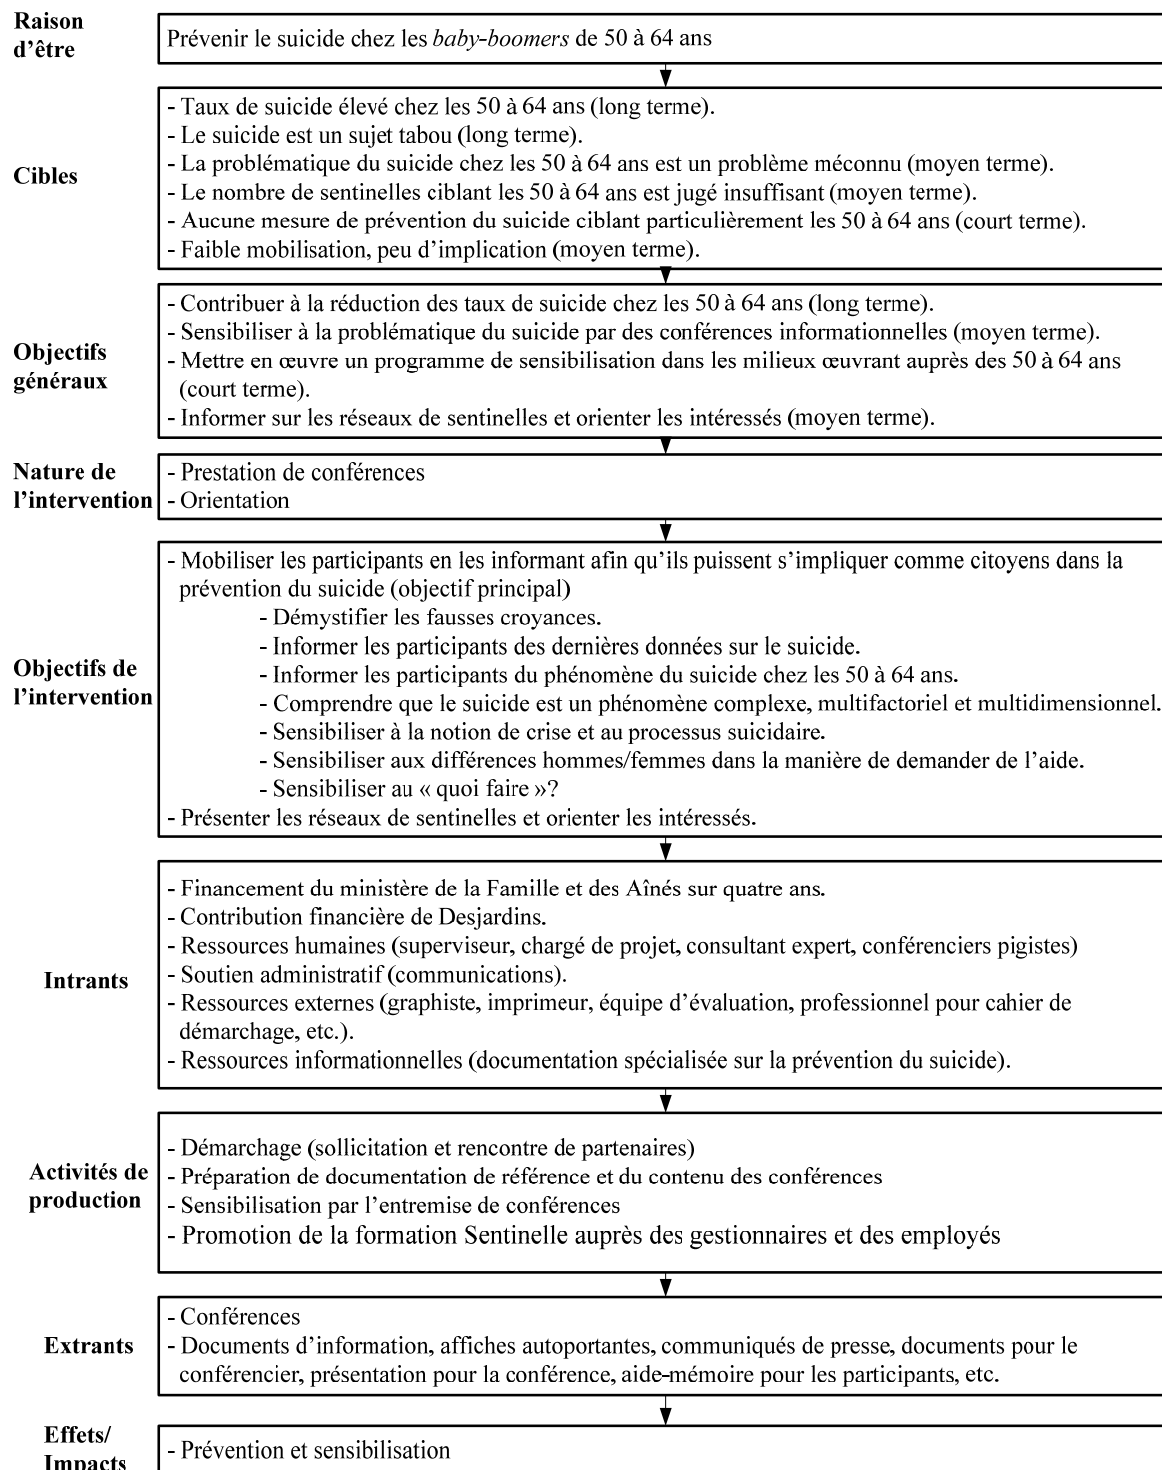 Raison
d'être
Prévenir le suicide chez les baby-boomers de 50 à 64 ans
Cibles
- Taux de suicide élevé chez les 50 à 64 ans (long terme).
- Le suicide est un sujet tabou (long terme).
- La problématique du suicide chez les 50 à 64 ans est un problème méconnu (moyen terme).
- Le nombre de sentinelles ciblant les 50 à 64 ans est jugé insuffisant (moyen terme).
- Aucune mesure de prévention du suicide ciblant particulièrement les 50 à 64 ans (court terme).
- Faible mobilisation, peu d'implication (moyen terme).
Objectifs
généraux
- Contribuer à la réduction des taux de suicide chez les 50 à 64 ans (long terme).
- Sensibiliser à la problématique du suicide par des conférences informationnelles (moyen terme).
- Mettre en œuvre un programme de sensibilisation dans les milieux œuvrant auprès des 50 à 64 ans
(court terme).
- Informer sur les réseaux de sentinelles et orienter les intéressés (moyen terme).
Nature de
l'intervention
- Prestation de conférences
- Orientation
Objectifs de
l'intervention
- Mobiliser les participants en les informant afin qu'ils puissent s'impliquer comme citoyens dans la
prévention du suicide (objectif principal)
- Démystifier les fausses croyances.
- Informer les participants des dernières données sur le suicide.
- Informer les participants du phénomène du suicide chez les 50 à 64 ans.
- Comprendre que le suicide est un phénomène complexe, multifactoriel et multidimensionnel.
- Sensibiliser à la notion de crise et au processus suicidaire.
- Sensibiliser aux différences hommes/femmes dans la manière de demander de l'aide.
- Sensibiliser au « quoi faire »?
- Présenter les réseaux de sentinelles et orienter les intéressés.
Intrants
- Financement du ministère de la Famille et des Aînés sur quatre ans.
- Contribution financière de Desjardins.
- Ressources humaines (superviseur, chargé de projet, consultant expert, conférenciers pigistes)
- Soutien administratif (communications).
- Ressources externes (graphiste, imprimeur, équipe d'évaluation, professionnel pour cahier de
démarchage, etc.).
- Ressources informationnelles (documentation spécialisée sur la prévention du suicide).
Activités de
production
- Démarchage (sollicitation et rencontre de partenaires)
- Préparation de documentation de référence et du contenu des conférences
- Sensibilisation par l'entremise de conférences
- Promotion de la formation Sentinelle auprès des gestionnaires et des employés
Extrants
- Conférences
- Documents d'information, affiches autoportantes, communiqués de presse, documents pour le
conférencier, présentation pour la conférence, aide-mémoire pour les participants, etc.
Effets/
Impacts
- Prévention et sensibilisation